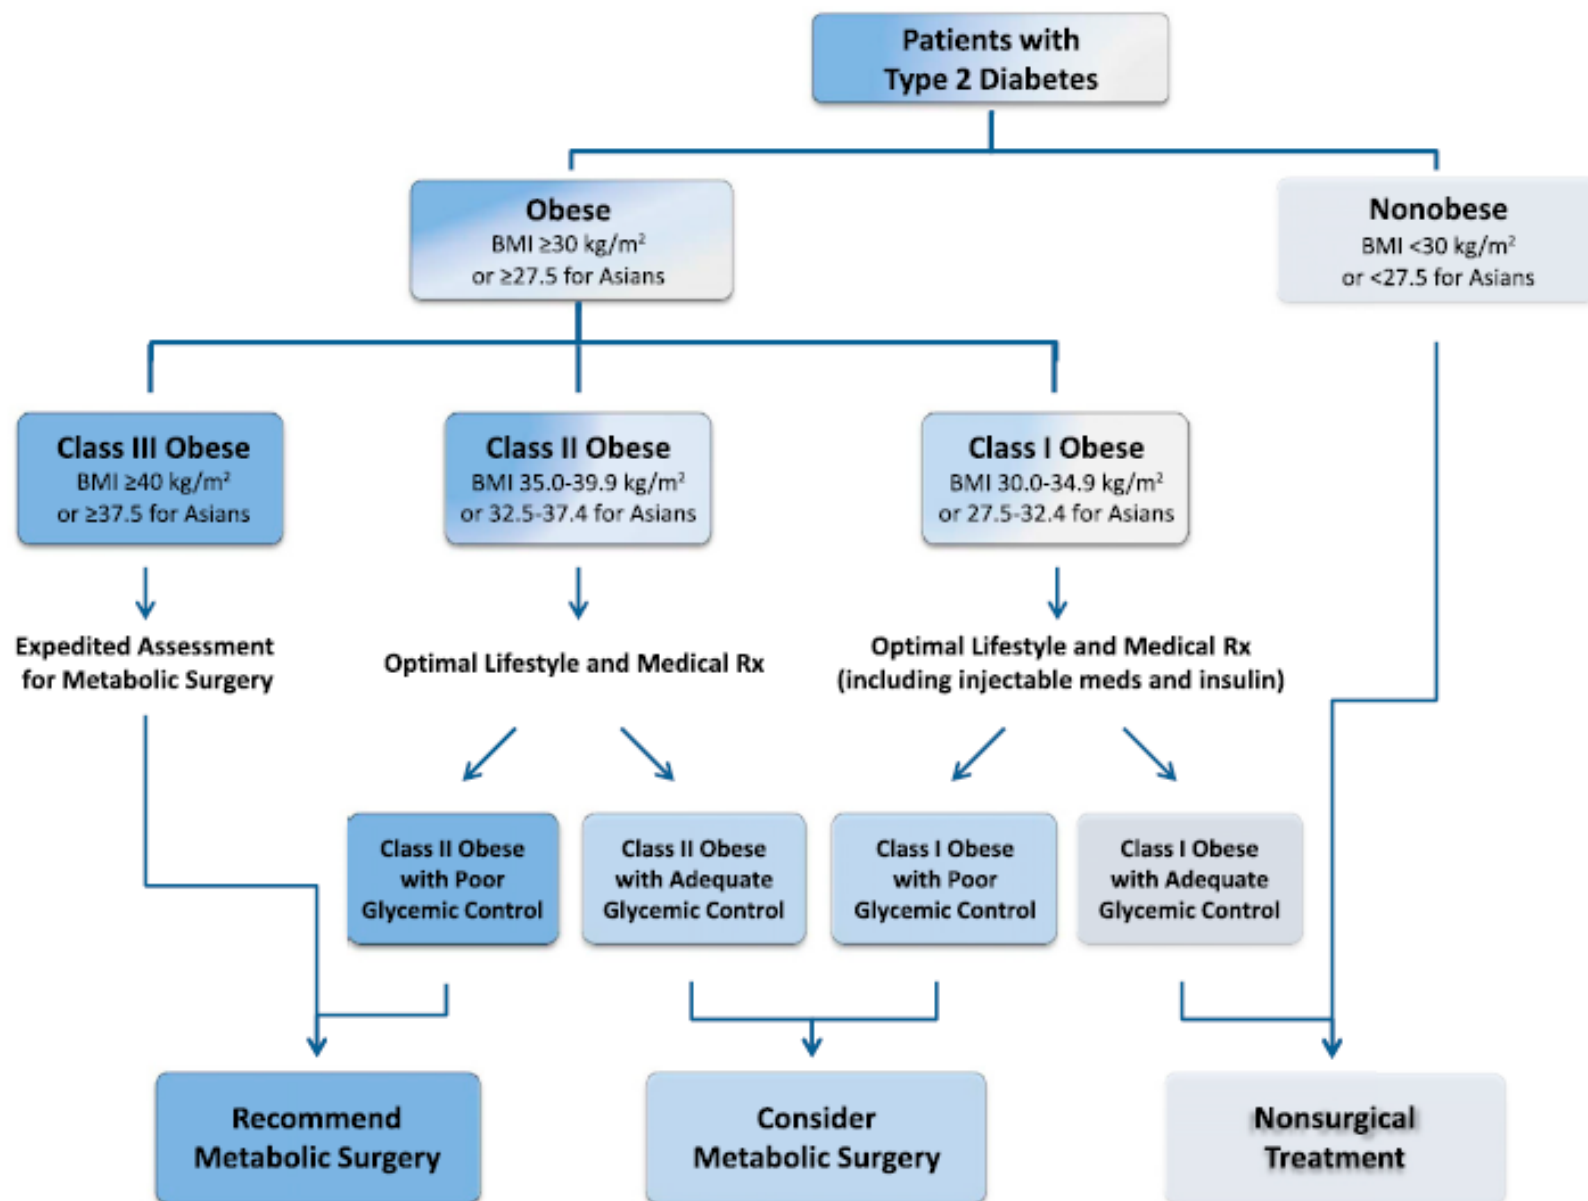 Patients with
Type 2 Diabetes
Obese
BMI ≥30 kg/m²
or ≥27.5 for Asians
Nonobese
BMI <30 kg/m²
or <27.5 for Asians
Class III Obese
BMI ≥40 kg/m²
or ≥37.5 for Asians
Class II Obese
BMI 35.0-39.9 kg/m²
or 32.5-37.4 for Asians
Class I Obese
BMI 30.0-34.9 kg/m²
or 27.5-32.4 for Asians
Expedited Assessment
for Metabolic Surgery
Optimal Lifestyle and Medical Rx
Optimal Lifestyle and Medical Rx
(including injectable meds and insulin)
Class II Obese
with Poor
Glycemic Control
Class II Obese
with Adequate
Glycemic Control
Class I Obese
with Poor
Glycemic Control
Class I Obese
with Adequate
Glycemic Control
Recommend
Metabolic Surgery
Consider
Metabolic Surgery
Nonsurgical
Treatment